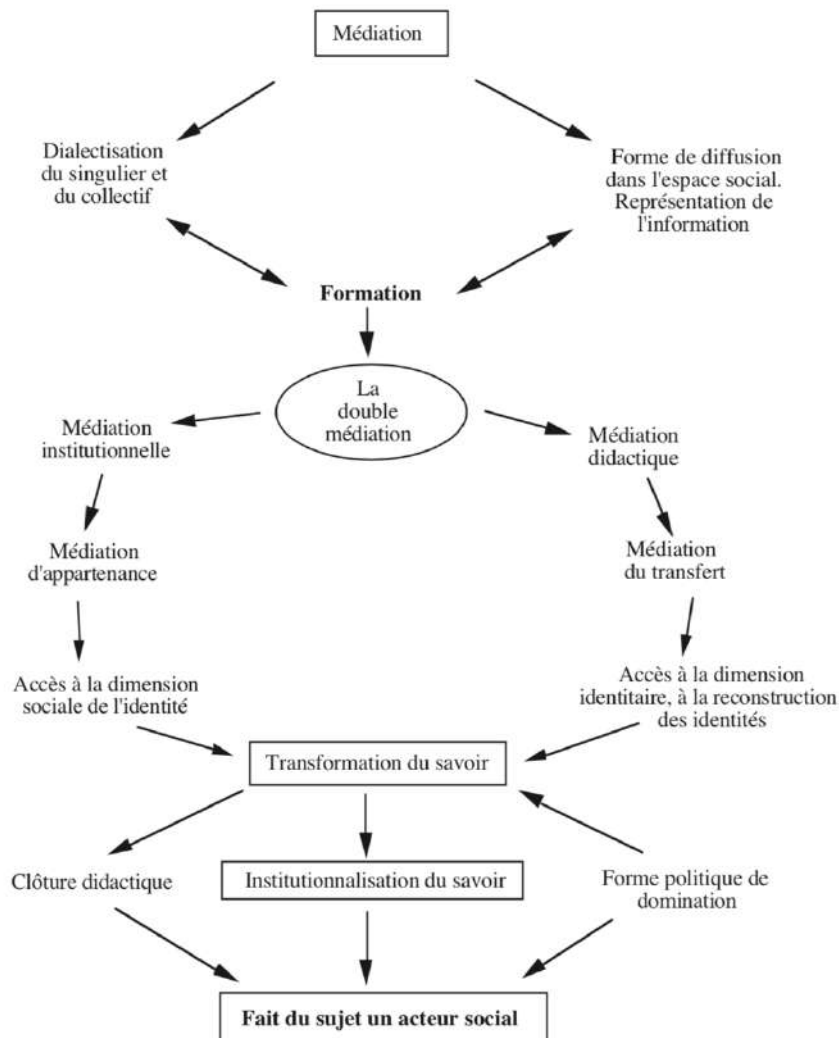 Médiation
Dialectisation
du singulier et
du collectif
Forme de diffusion
dans l'espace social.
Représentation de
l'information
Formation
La
double
médiation
Médiation
institutionnelle
Médiation
didactique
Médiation
d'appartenance
Médiation
du transfert
Accès à la dimension
sociale de l'identité
Accès à la dimension
identitaire, à la reconstruction
des identités
Transformation du savoir
Clôture didactique
Institutionnalisation du savoir
Forme politique de
domination
Fait du sujet un acteur social